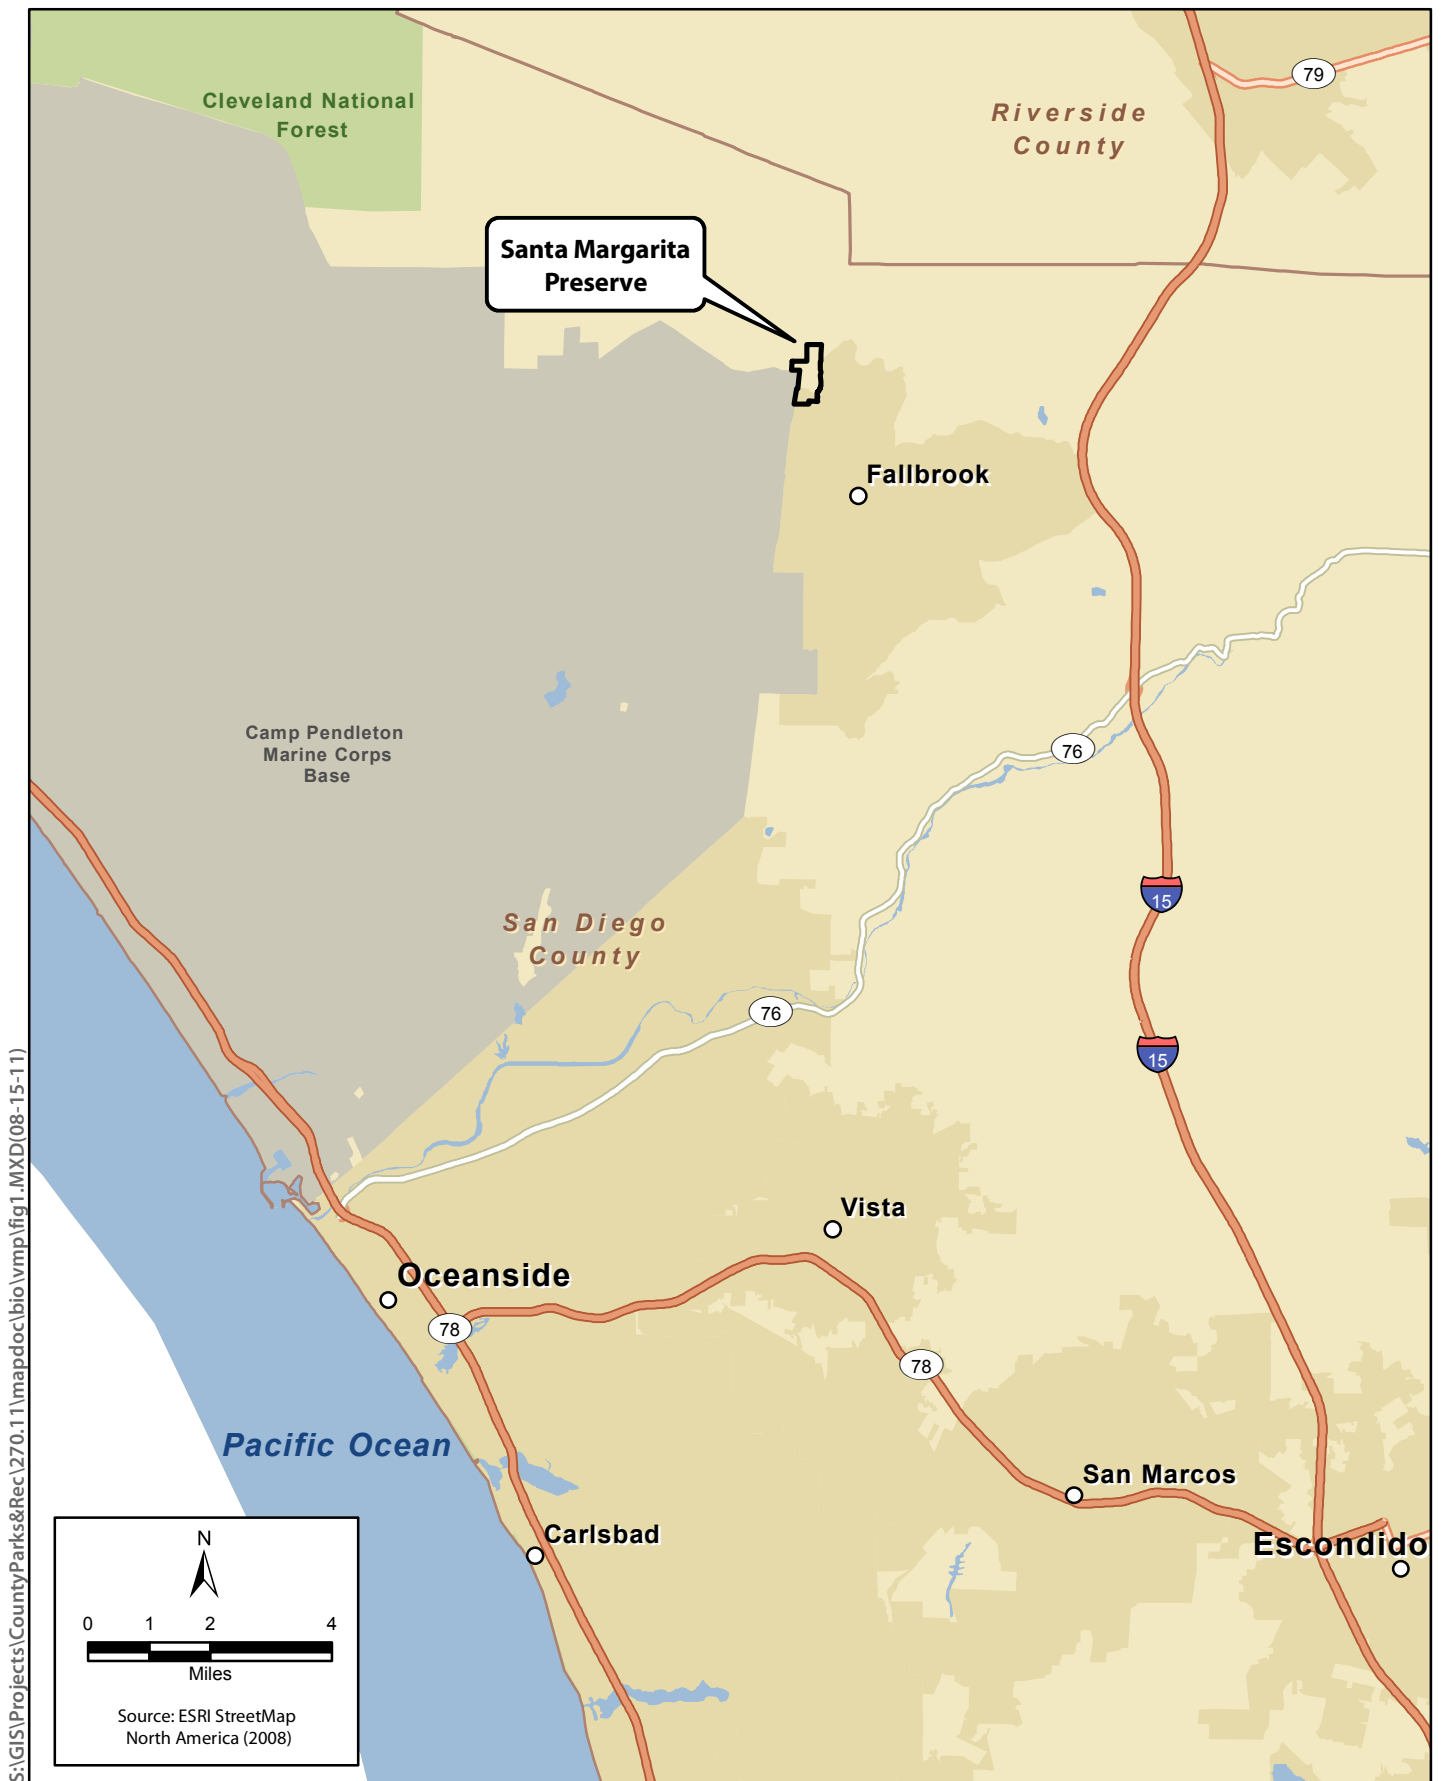 79
Cleveland National
Forest
Riverside
County
Santa Margarita
Preserve
Fallbrook
Camp Pendleton
Marine Corps
Base
76
15
San Diego
County
76
15
Vista
Oceanside
78
78
Pacific Ocean
San Marcos
Carlsbad
Escondido
N
0 1 2 4
Miles
Source: ESRI StreetMap
North America (2008)
S:\GIS\Projects\CountyParks&Rec\270.11\mapdoc\bio\vmp\fig1.MXD(08-15-11)